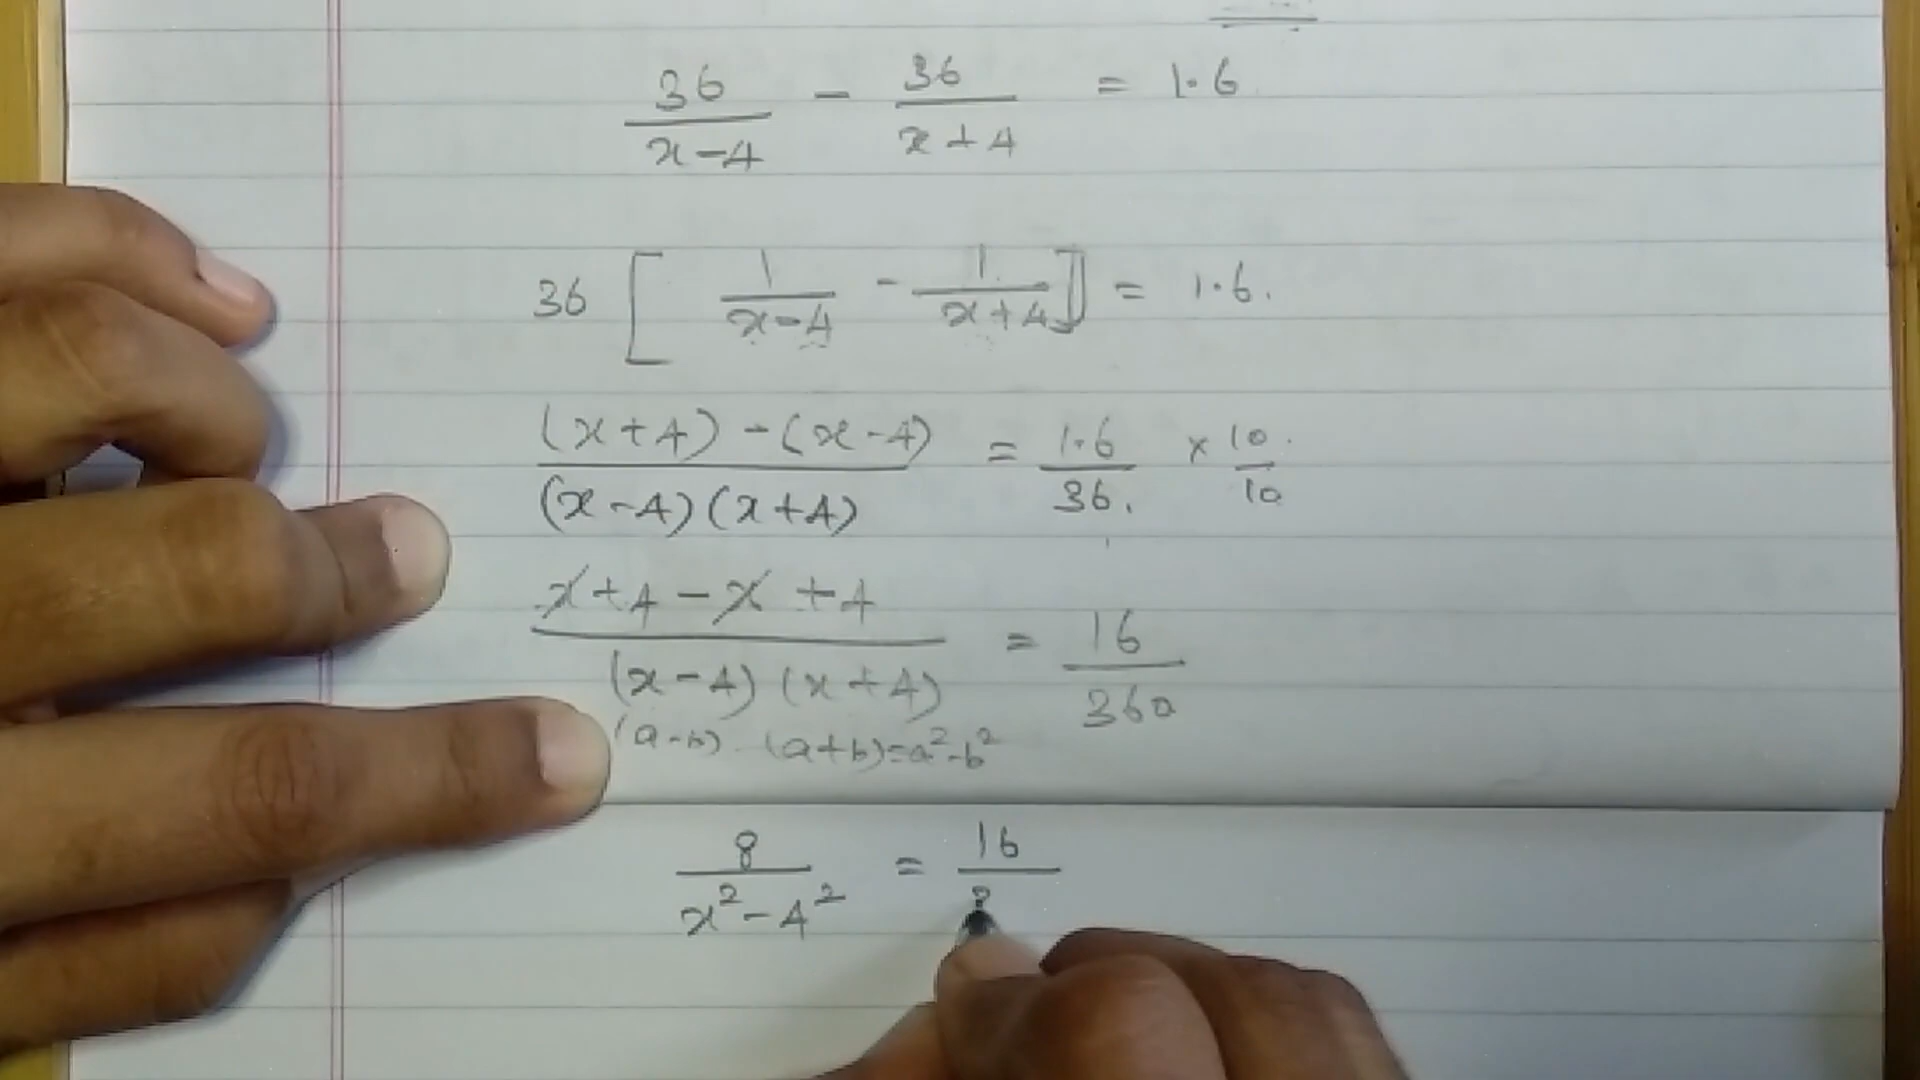 36/(x-4) - 36/(x+4) = 1.6
36 [ 1/(x-4) - 1/(x+4) ] = 1.6.
((x+4) - (x-4))/((x-4)(x+4)) = 1.6/36. × 10/10
(x+4-x+4)/((x-4)(x+4)) = 16/360
(a-b) (a+b)=a²-b²
8/(x²-4²) = 16/